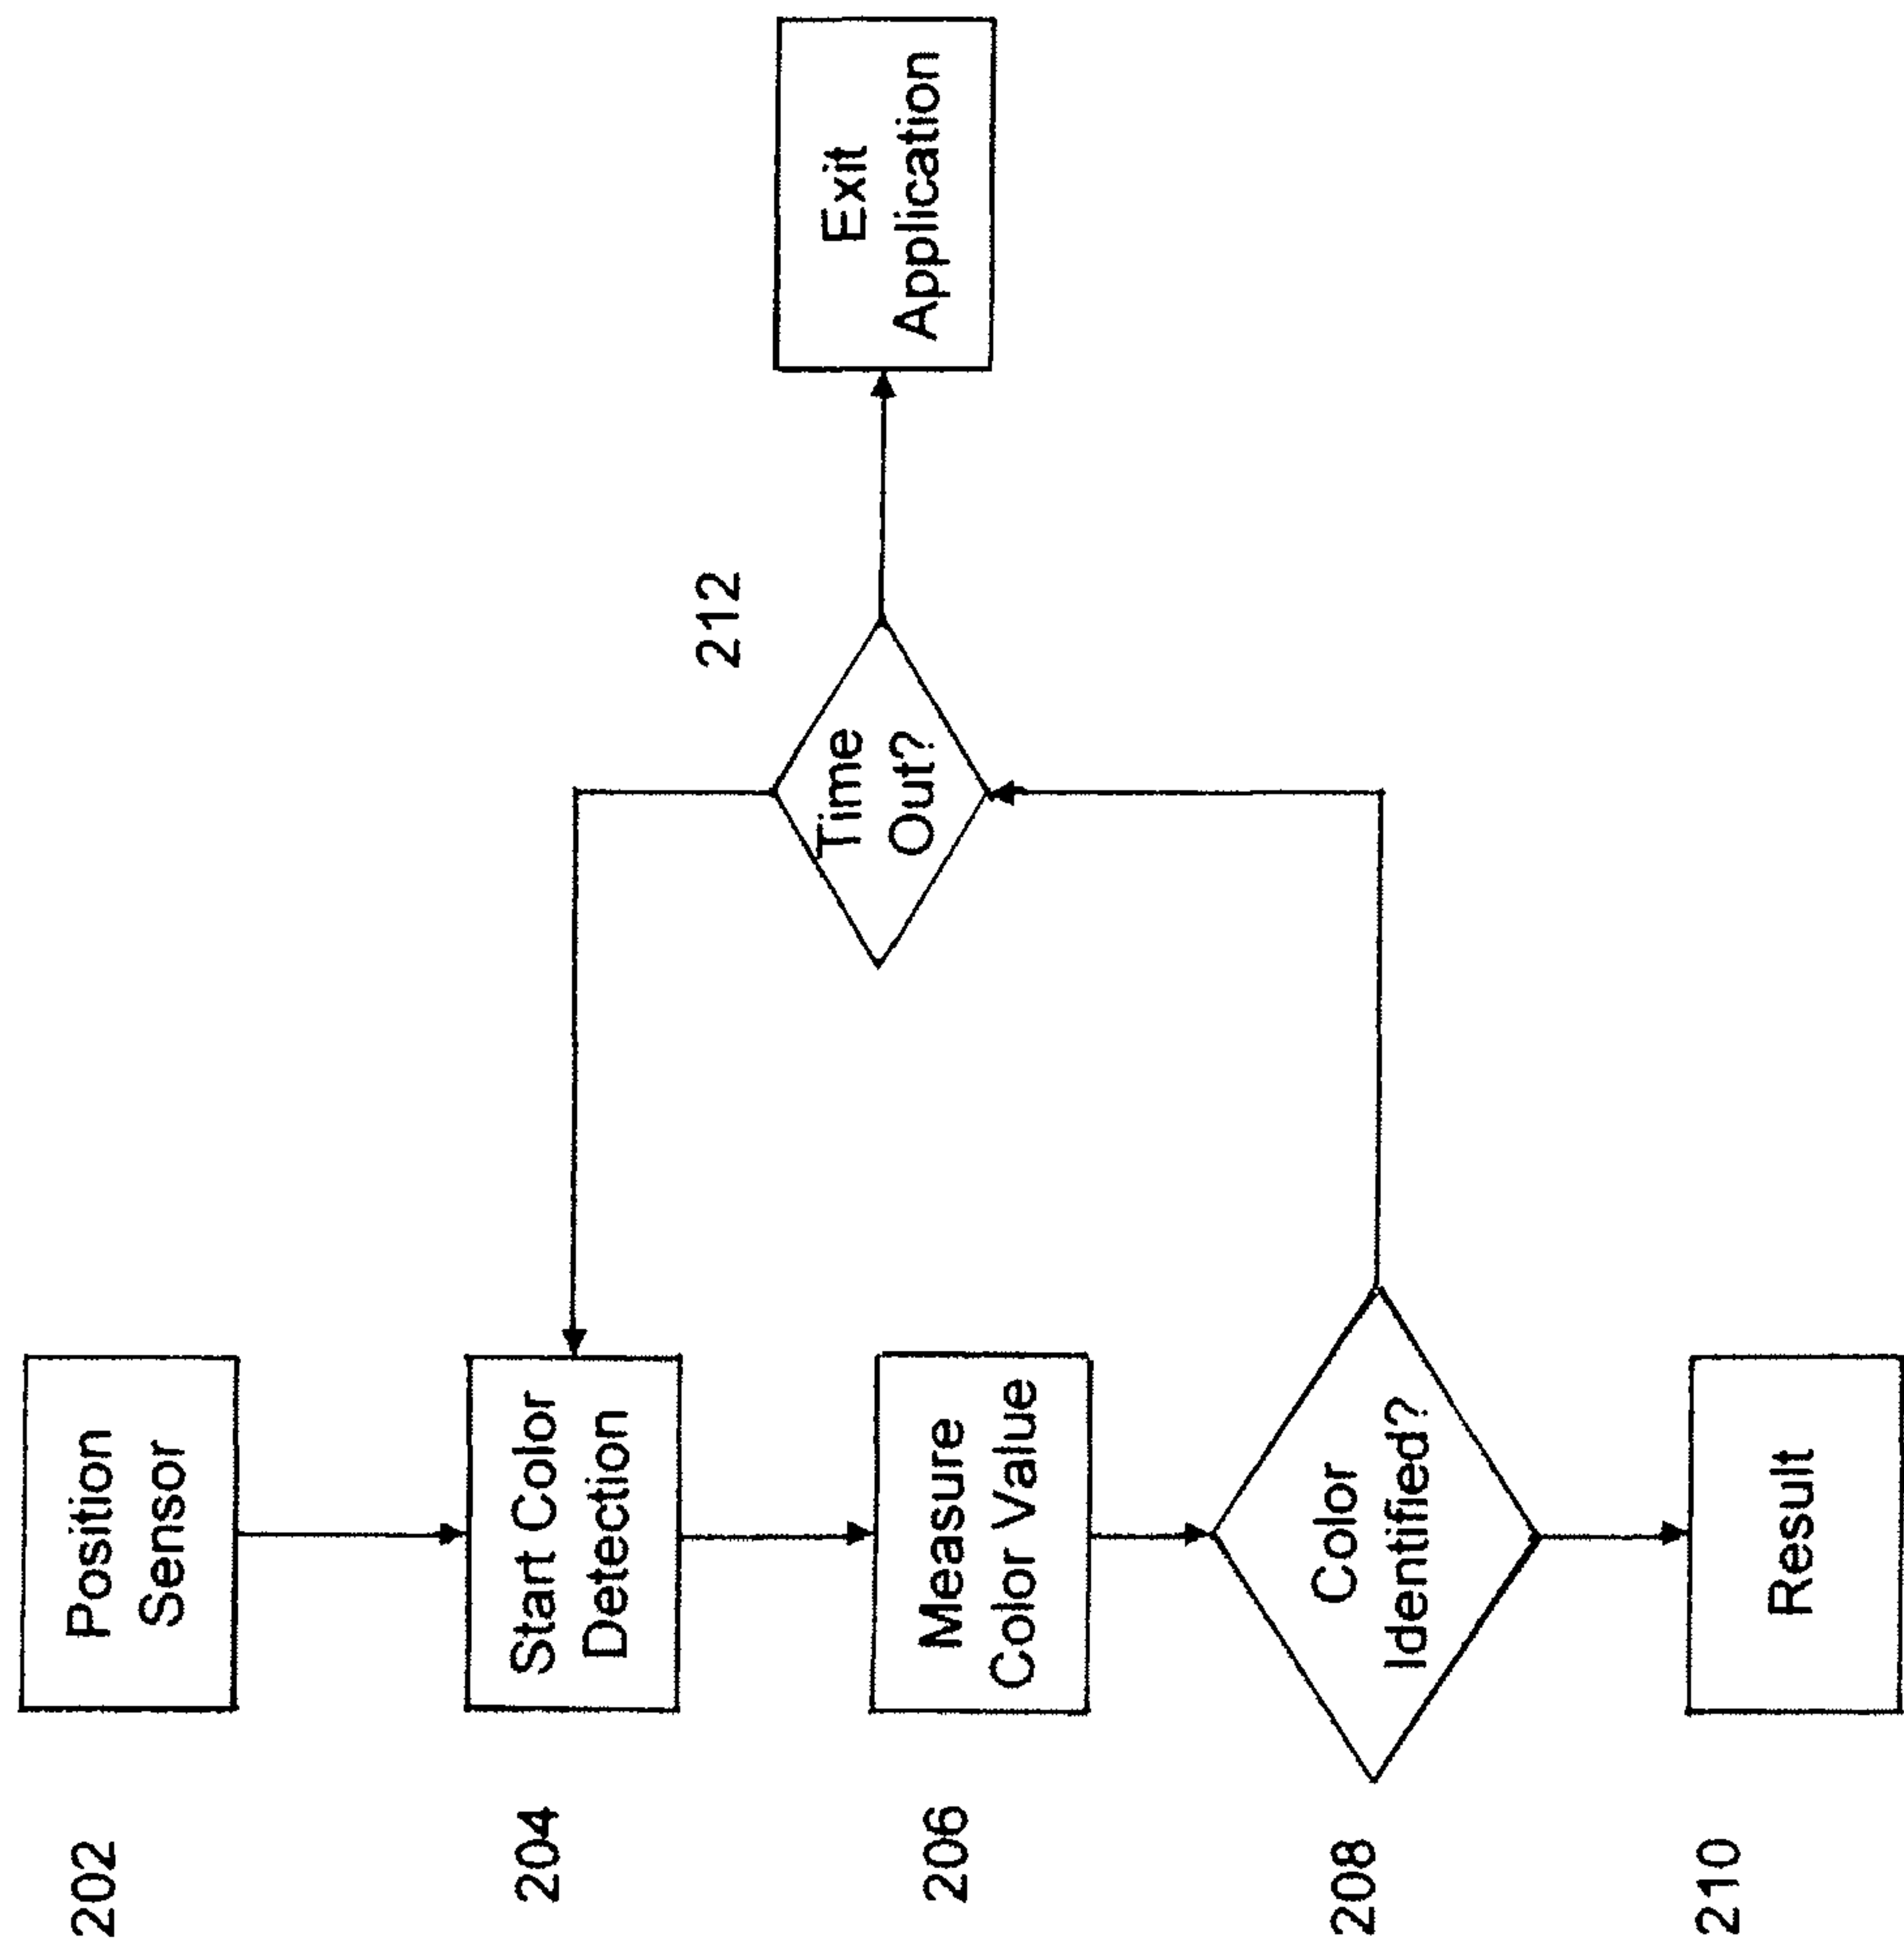 202
Position
Sensor
204
Start Color
Detection
206
Measure
Color Value
208
Color
Identified?
210
Result
212
Time
Out?
Exit
Application